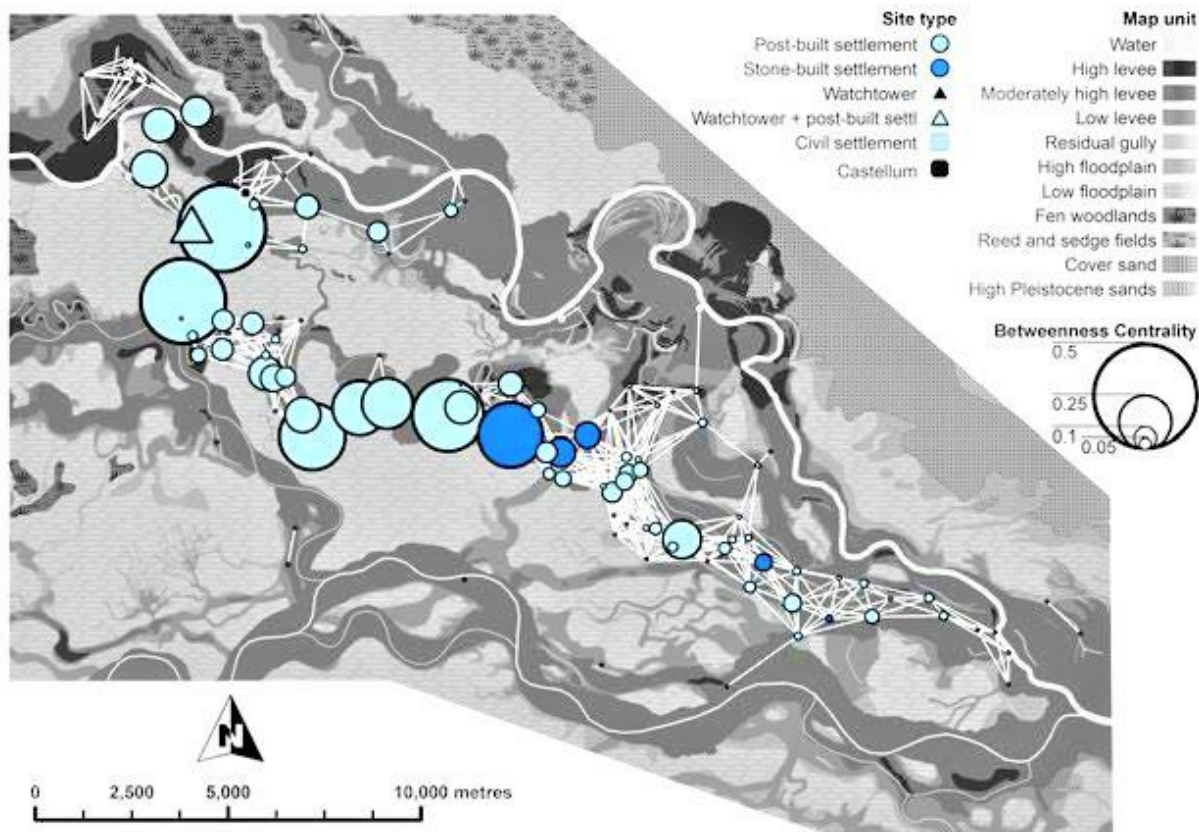 Site type
Post-built settlement
Stone-built settlement
Watchtower
Watchtower + post-built settl
Civil settlement
Castellum
Map unit
Water
High levee
Moderately high levee
Low levee
Residual gully
High floodplain
Low floodplain
Fen woodlands
Reed and sedge fields
Cover sand
High Pleistocene sands
Betweenness Centrality
0.5
0.25
0.1
0.05
N
0 2,500 5,000 10,000 metres